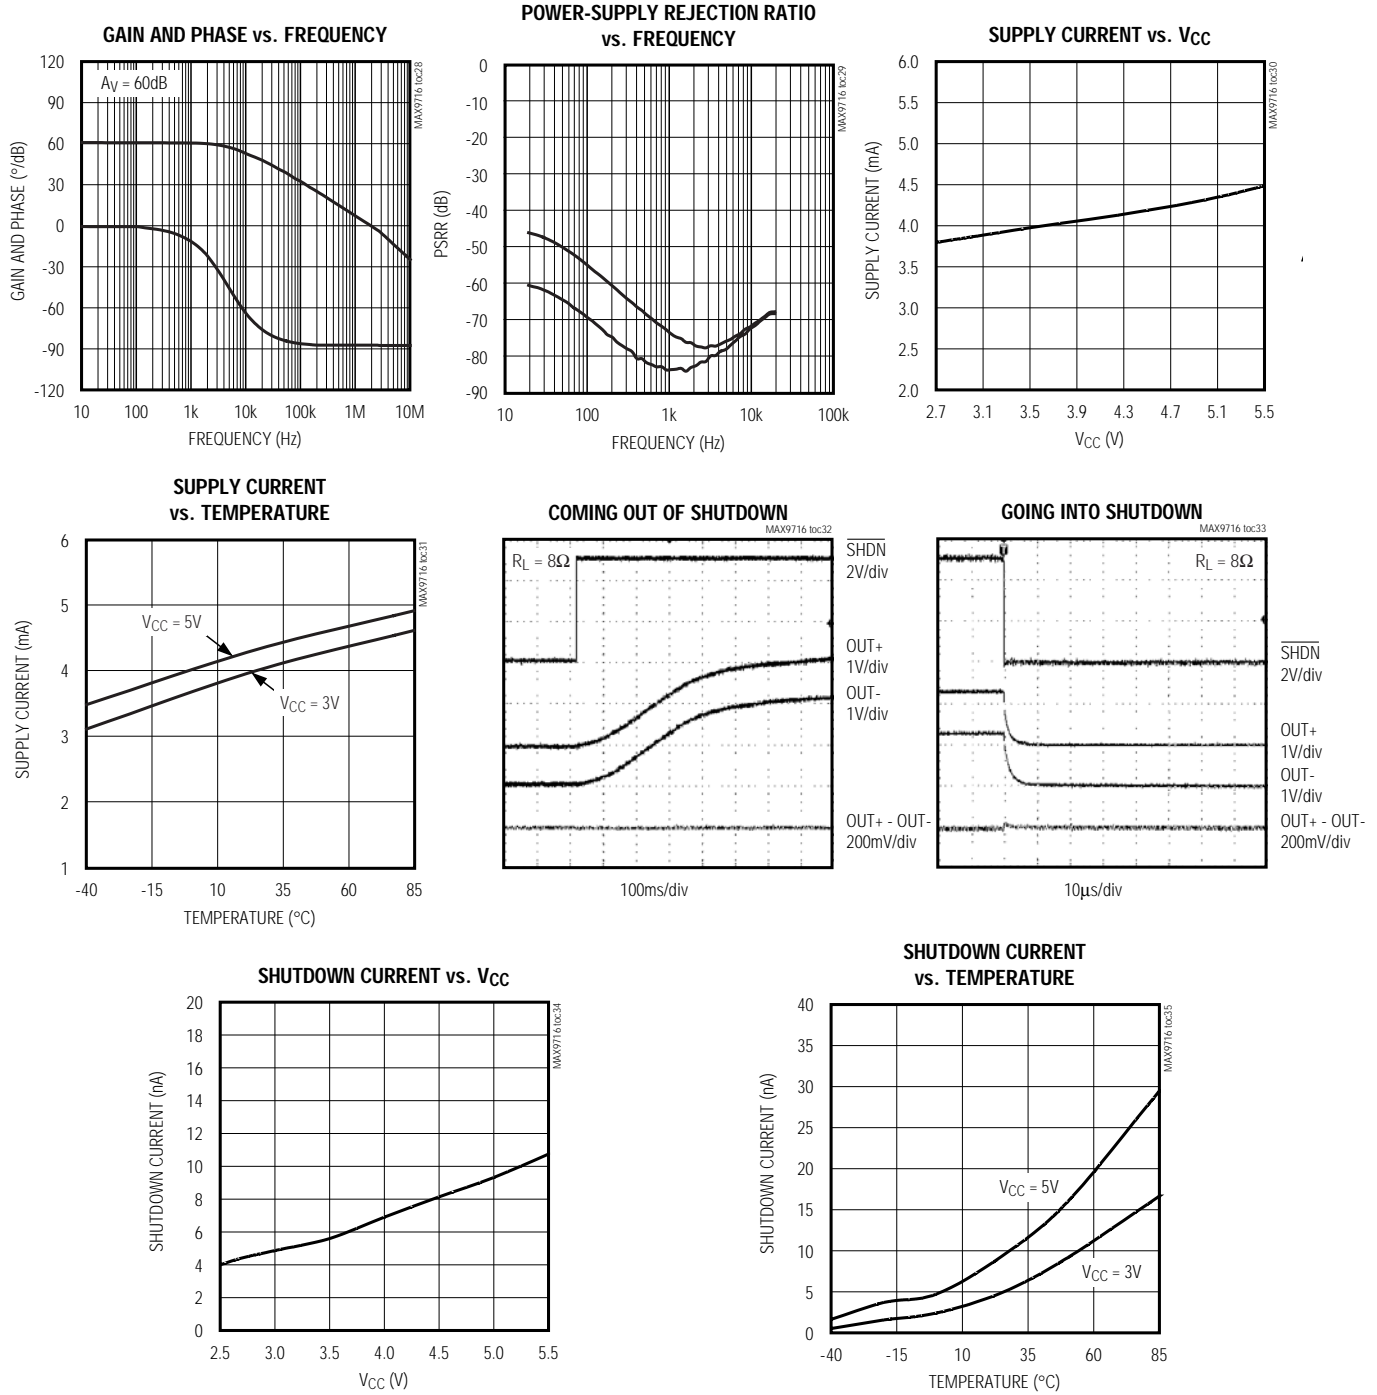 GAIN AND PHASE vs. FREQUENCY
AV = 60dB
MAX9716 toc28
GAIN AND PHASE (°/dB)
120
90
60
30
0
-30
-60
-90
-120
10 100 1k 10k 100k 1M 10M
FREQUENCY (Hz)
POWER-SUPPLY REJECTION RATIO
vs. FREQUENCY
MAX9716 toc29
PSRR (dB)
0
-10
-20
-30
-40
-50
-60
-70
-80
-90
10 100 1k 10k 100k
FREQUENCY (Hz)
SUPPLY CURRENT vs. VCC
MAX9716 toc30
SUPPLY CURRENT (mA)
6.0
5.5
5.0
4.5
4.0
3.5
3.0
2.5
2.0
2.7 3.1 3.5 3.9 4.3 4.7 5.1 5.5
VCC (V)
SUPPLY CURRENT
vs. TEMPERATURE
MAX9716 toc31
SUPPLY CURRENT (mA)
6
5
4
3
2
1
VCC = 5V
VCC = 3V
-40 -15 10 35 60 85
TEMPERATURE (°C)
COMING OUT OF SHUTDOWN
MAX9716 toc32
RL = 8Ω
SHDN
2V/div
OUT+
1V/div
OUT-
1V/div
OUT+ - OUT-
200mV/div
100ms/div
GOING INTO SHUTDOWN
MAX9716 toc33
RL = 8Ω
SHDN
2V/div
OUT+
1V/div
OUT-
1V/div
OUT+ - OUT-
200mV/div
10μs/div
SHUTDOWN CURRENT vs. VCC
MAX9716 toc34
SHUTDOWN CURRENT (nA)
20
18
16
14
12
10
8
6
4
2
0
2.5 3.0 3.5 4.0 4.5 5.0 5.5
VCC (V)
SHUTDOWN CURRENT
vs. TEMPERATURE
MAX9716 toc35
SHUTDOWN CURRENT (nA)
40
35
30
25
20
15
10
5
0
VCC = 5V
VCC = 3V
-40 -15 10 35 60 85
TEMPERATURE (°C)